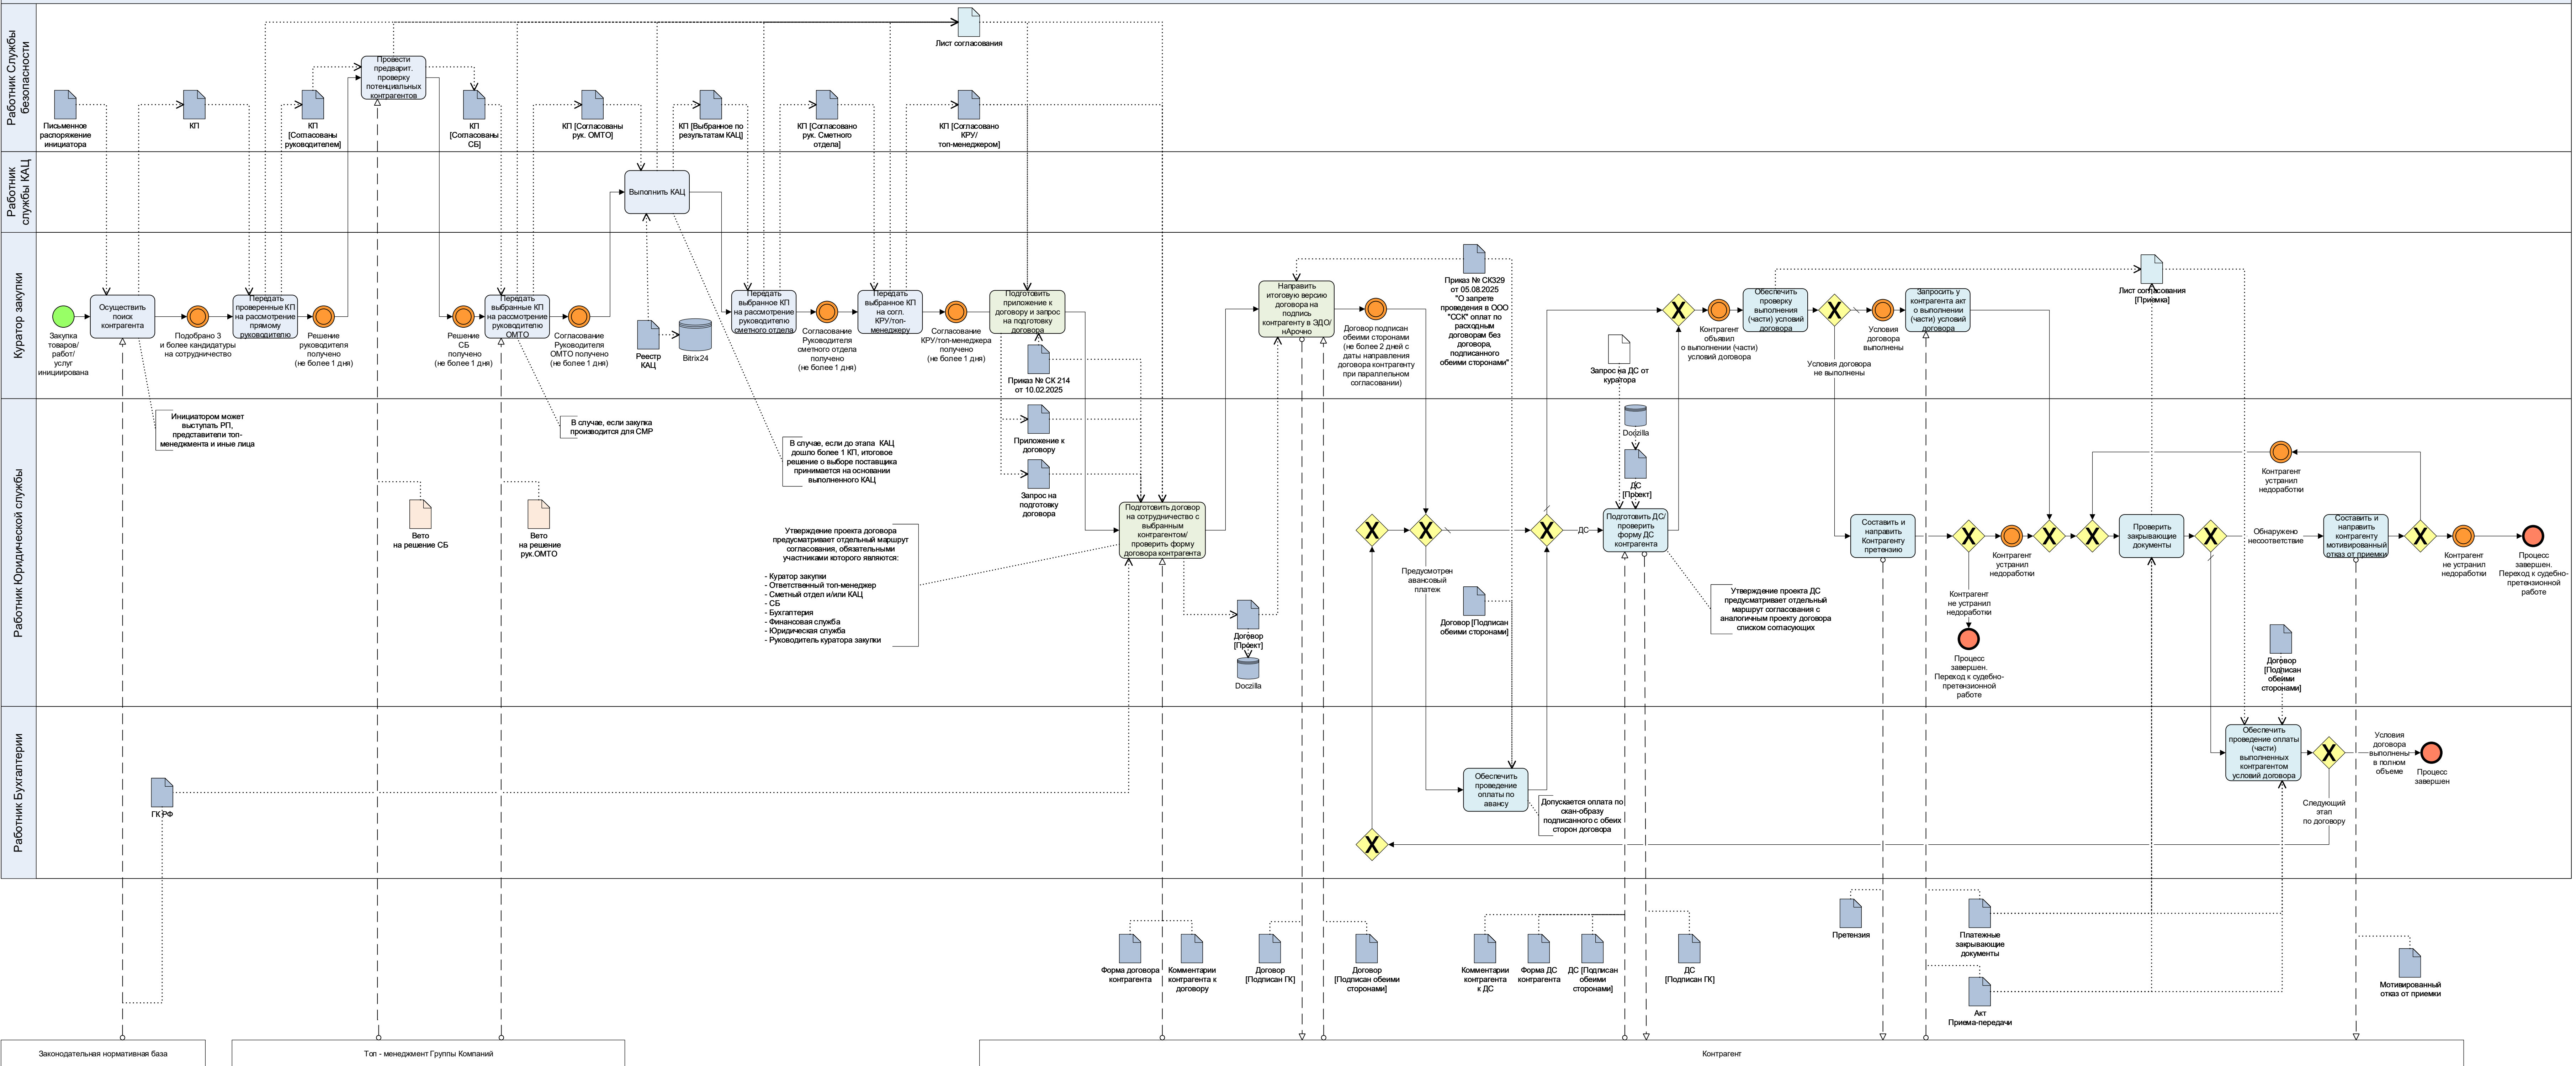 Работник Службы
безопасности
Письменное
распоряжение
инициатора
КП
КП
[Согласованы
руководителем]
Провести
предварит.
проверку
потенциальных
контрагентов
КП
[Согласованы
СБ]
КП [Согласованы
рук. ОМТО]
КП [Выбранное по
результатам КАЦ]
КП [Согласовано
рук. Сметного
отдела]
Лист согласования
КП [Согласовано
КРУ/
топ-менеджером]
Работник
службы КАЦ
Выполнить КАЦ
Куратор закупки
Закупка
товаров/
работ/
услуг
инициирована
Осуществить
поиск
контрагента
Подобрано 3
и более кандидаты
на сотрудничество
Передать
проверенные КП
на рассмотрение
прямому
руководителю
Решение
руководителя
получено
(не более 1 дня)
Решение
СБ
получено
(не более 1 дня)
Передать
выбранные КП
на рассмотрение
руководителю
ОМТО
Согласование
Руководителя
ОМТО получено
(не более 1 дня)
Реестр
КАЦ
Bitrix24
Передать
выбранное КП
на рассмотрение
руководителю
сметного отдела
Согласование
Руководителя
сметного отдела
получено
(не более 1 дня)
Передать
выбранное КП
на согл.
КРУ/топ-
менеджеру
Согласование
КРУ/топ-менеджера
получено
(не более 1 дня)
Подготовить
приложение к
договору и запрос
на подготовку
договора
Приказ № СК 214
от 10.02.2025
Направить
итоговую версию
договора на
подпись
контрагенту в ЭДО/
нАрочно
Договор подписан
обеими сторонами
(не более 2 дней с
даты направления
договора контрагенту
при параллельном
согласовании)
Приказ № СК329
от 05.08.2025
"О запрете
проведения в ООО
"ССК" оплат по
расходным
договорам без
договора,
подписанного
обеими сторонами"
Запрос на ДС от
куратора
Контрагент
объявил
о выполнении (части)
условий договора
Обеспечить
проверку
выполнения
(части) условий
договора
Условия договора
не выполнены
Условия
договора
выполнены
Запросить у
контрагента акт
о выполнении
(части) условий
договора
Лист согласования
[Приемка]
Работник Юридической службы
Инициатором может
выступать РП,
представители топ-
менеджмента и иные лица
Вето
на решение СБ
Вето
на решение
рук.ОМТО
В случае, если закупка
производится для СМР
В случае, если до этапа  КАЦ
дошло более 1 КП, итоговое
решение о выборе поставщика
принимается на основании
выполненного КАЦ
Утверждение проекта договора
предусматривает отдельный маршрут
согласования, обязательными
участниками которого являются:
- Куратор закупки
- Ответственный топ-менеджер
- Сметный отдел и/или КАЦ
- СБ
- Бухгалтерия
- Финансовая служба
- Юридическая служба
- Руководитель куратора закупки
Приложение к
договору
Запрос на
подготовку
договора
Подготовить договор
на сотрудничество с
выбранным
контрагентом/
проверить форму
договора контрагента
Договор
[Проект]
Doczilla
Предусмотрен
авансовый
платеж
Договор [Подписан
обеими сторонами]
ДС
Doczilla
ДС
[Проект]
Подготовить ДС/
проверить
форму ДС
контрагента
Утверждение проекта ДС
предусматривает отдельный
маршрут согласования с
аналогичным проекту договора
списком согласующих
Составить и
направить
Контрагенту
претензию
Контрагент
устранил
недоработки
Контрагент
не устранил
недоработки
Процесс
завершен.
Переход к судебно-
претензионной
работе
Проверить
закрывающие
документы
Обнаружено
несоответствие
Контрагент
устранил
недоработки
Составить и
направить
контрагенту
мотивированный
отказ от приемки
Контрагент
не устранил
недоработки
Процесс
завершен.
Переход к судебно-
претензионной
работе
Договор
[Подписан
обеими
сторонами]
Работник Бухгалтерии
ГК РФ
Обеспечить
проведение
оплаты по
авансу
Допускается оплата по
скан-образу
подписанного с обеих
сторон договора
Обеспечить
проведение оплаты
(части)
выполненных
контрагентом
условий договора
Условия
договора
выполнены
в полном
объеме
Процесс
завершен
Следующий
этап
по договору
Форма договора
контрагента
Комментарии
контрагента к
договору
Договор
[Подписан ГК]
Договор
[Подписан обеими
сторонами]
Комментарии
контрагента
к ДС
Форма ДС
контрагента
ДС [Подписан
обеими
сторонами]
ДС
[Подписан ГК]
Претензия
Платежные
закрывающие
документы
Акт
Приема-передачи
Мотивированный
отказ от приемки
Законодательная нормативная база
Топ - менеджмент Группы Компаний
Контрагент